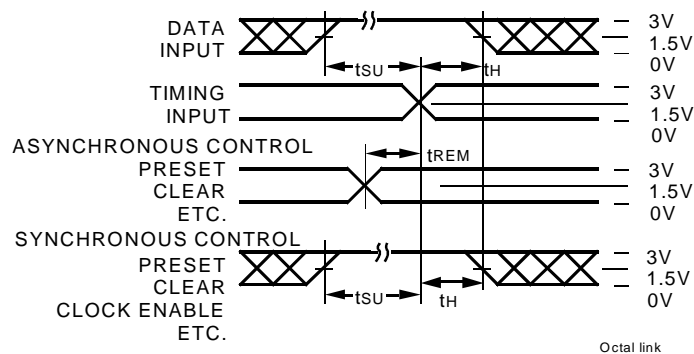 DATA
INPUT
3V
1.5V
0V
tSU
tH
TIMING
INPUT
3V
1.5V
0V
ASYNCHRONOUS CONTROL
PRESET
CLEAR
ETC.
tREM
3V
1.5V
0V
SYNCHRONOUS CONTROL
PRESET
CLEAR
CLOCK ENABLE
ETC.
tSU
tH
3V
1.5V
0V
Octal link